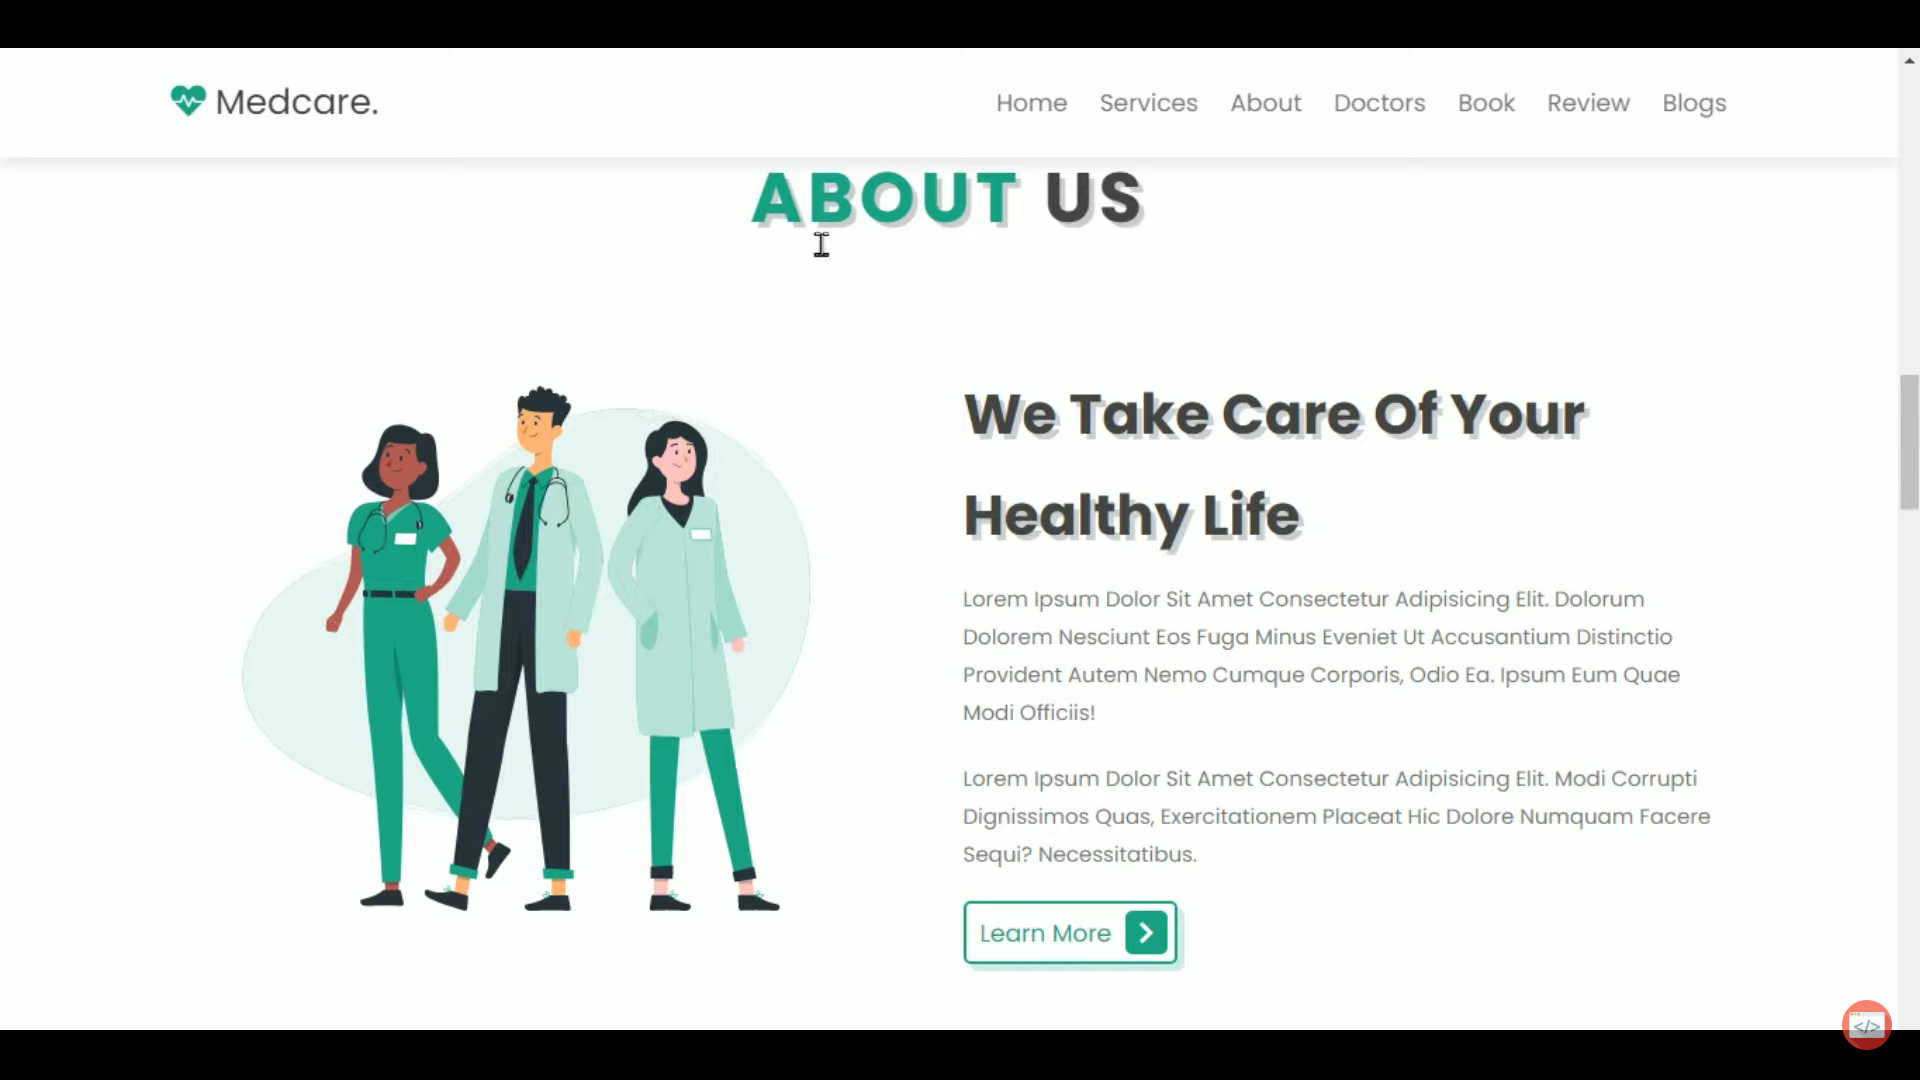 Medcare.
Home Services About Doctors Book Review Blogs
ABOUT US
We Take Care Of Your
Healthy Life
Lorem Ipsum Dolor Sit Amet Consectetur Adipisicing Elit. Dolorum
Dolorem Nesciunt Eos Fuga Minus Eveniet Ut Accusantium Distinctio
Provident Autem Nemo Cumque Corporis, Odio Ea. Ipsum Eum Quae
Modi Officiis!
Lorem Ipsum Dolor Sit Amet Consectetur Adipisicing Elit. Modi Corrupti
Dignissimos Quas, Exercitationem Placeat Hic Dolore Numquam Facere
Sequi? Necessitatibus.
Learn More
</>